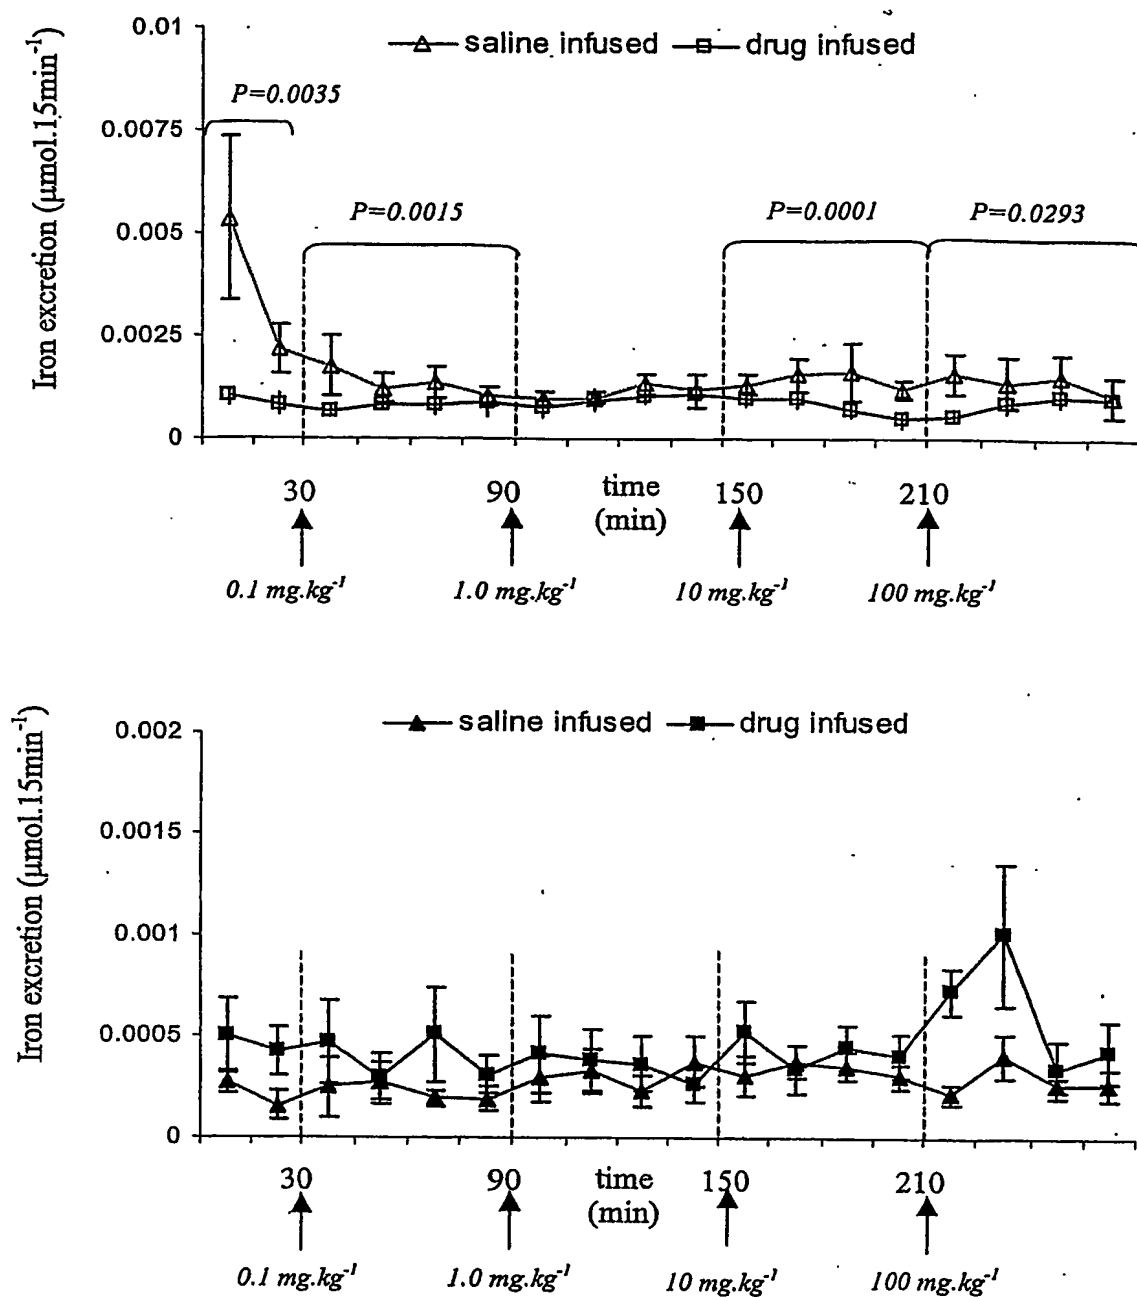 Iron excretion (µmol.15min⁻¹)
0.01
0.0075
0.005
0.0025
0
saline infused
drug infused
P=0.0035
P=0.0015
P=0.0001
P=0.0293
30
90
time
(min)
150
210
0.1 mg.kg⁻¹
1.0 mg.kg⁻¹
10 mg.kg⁻¹
100 mg.kg⁻¹
Iron excretion (µmol.15min⁻¹)
0.002
0.0015
0.001
0.0005
0
saline infused
drug infused
30
90
time
(min)
150
210
0.1 mg.kg⁻¹
1.0 mg.kg⁻¹
10 mg.kg⁻¹
100 mg.kg⁻¹